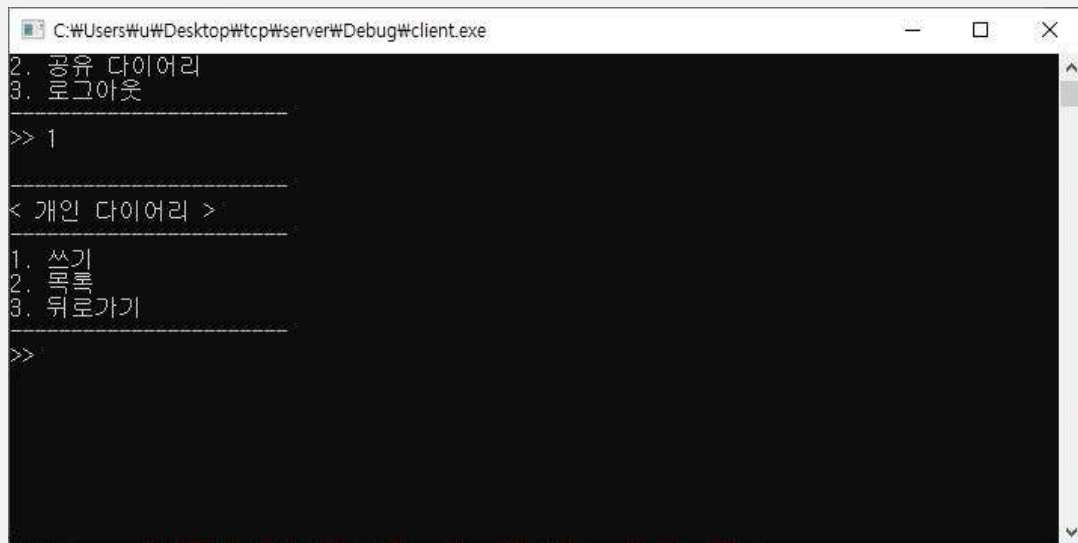 C:₩Users₩u₩Desktop₩tcp₩server₩Debug₩client.exe
2. 공유 다이어리
3. 로그아웃
------------------------
>> 1
------------------------
< 개인 다이어리 >
------------------------
1. 쓰기
2. 목록
3. 뒤로가기
------------------------
>>